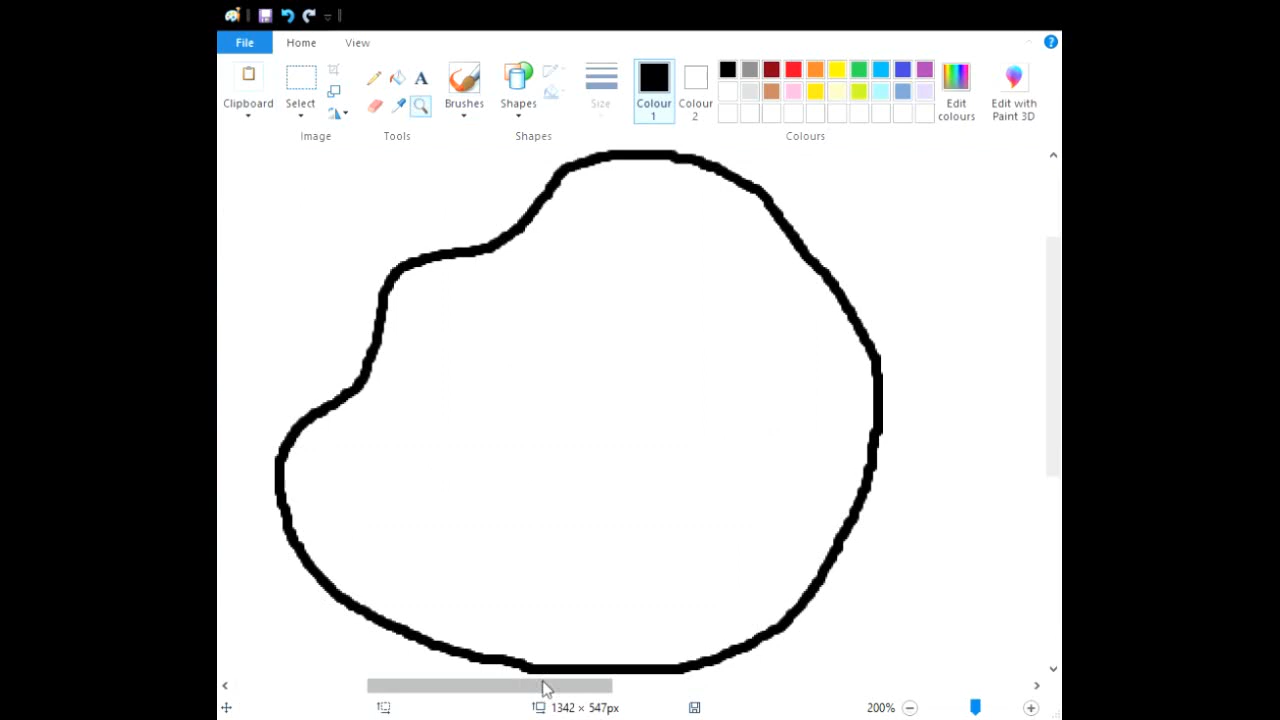 File Home View
Clipboard Select Brushes Shapes Size Colour 1 Colour 2 Edit colours Edit with Paint 3D
Image Tools Shapes Colours
1342 × 547px 200%